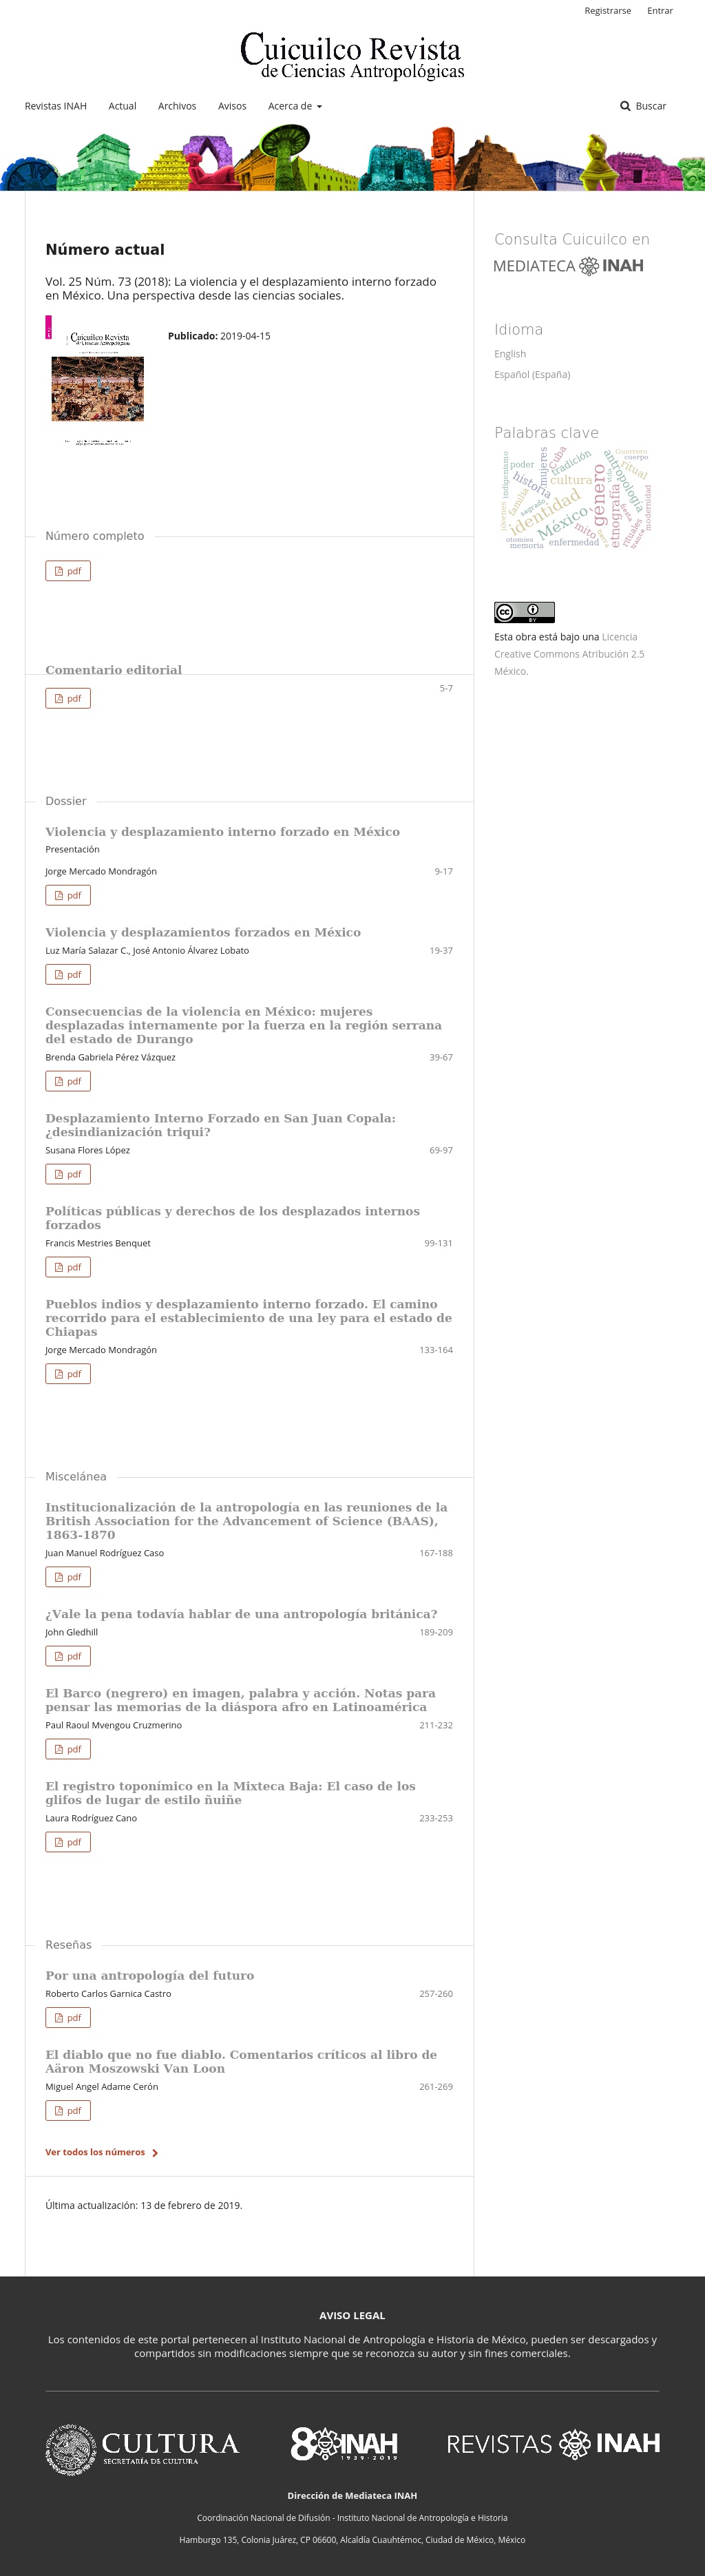 Registrarse Entrar
Cuicuilco Revista
de Ciencias Antropológicas
Revistas INAH Actual Archivos Avisos Acerca de Buscar
Número actual
Vol. 25 Núm. 73 (2018): La violencia y el desplazamiento interno forzado
en México. Una perspectiva desde las ciencias sociales.
Cuicuilco Revista
de Ciencias Antropológicas
Publicado: 2019-04-15
Número completo
pdf
Comentario editorial
5-7
pdf
Dossier
Violencia y desplazamiento interno forzado en México
Presentación
Jorge Mercado Mondragón 9-17
pdf
Violencia y desplazamientos forzados en México
Luz María Salazar C., José Antonio Álvarez Lobato 19-37
pdf
Consecuencias de la violencia en México: mujeres
desplazadas internamente por la fuerza en la región serrana
del estado de Durango
Brenda Gabriela Pérez Vázquez 39-67
pdf
Desplazamiento Interno Forzado en San Juan Copala:
¿desindianización triqui?
Susana Flores López 69-97
pdf
Políticas públicas y derechos de los desplazados internos
forzados
Francis Mestries Benquet 99-131
pdf
Pueblos indios y desplazamiento interno forzado. El camino
recorrido para el establecimiento de una ley para el estado de
Chiapas
Jorge Mercado Mondragón 133-164
pdf
Miscelánea
Institucionalización de la antropología en las reuniones de la
British Association for the Advancement of Science (BAAS),
1863-1870
Juan Manuel Rodríguez Caso 167-188
pdf
¿Vale la pena todavía hablar de una antropología británica?
John Gledhill 189-209
pdf
El Barco (negrero) en imagen, palabra y acción. Notas para
pensar las memorias de la diáspora afro en Latinoamérica
Paul Raoul Mvengou Cruzmerino 211-232
pdf
El registro toponímico en la Mixteca Baja: El caso de los
glifos de lugar de estilo ñuiñe
Laura Rodríguez Cano 233-253
pdf
Reseñas
Por una antropología del futuro
Roberto Carlos Garnica Castro 257-260
pdf
El diablo que no fue diablo. Comentarios críticos al libro de
Aäron Moszowski Van Loon
Miguel Angel Adame Cerón 261-269
pdf
Ver todos los números
Última actualización: 13 de febrero de 2019.
Consulta Cuicuilco en
MEDIATECA INAH
Idioma
English
Español (España)
Palabras clave
indigenismo
poder
mujeres
Cuba
tradición
antropología
Guerrero
cuerpo
ritual
vida
historia
cultura
familia
sagrado
jóvenes
identidad
género
etnografía
fiesta
modernidad
México
mito
guerra
rituales
trance
otomíes
memoria
enfermedad
CC BY
Esta obra está bajo una Licencia
Creative Commons Atribución 2.5
México.
AVISO LEGAL
Los contenidos de este portal pertenecen al Instituto Nacional de Antropología e Historia de México, pueden ser descargados y
compartidos sin modificaciones siempre que se reconozca su autor y sin fines comerciales.
CULTURA
SECRETARÍA DE CULTURA
80 INAH
1939-2019
REVISTAS INAH
Dirección de Mediateca INAH
Coordinación Nacional de Difusión - Instituto Nacional de Antropología e Historia
Hamburgo 135, Colonia Juárez, CP 06600, Alcaldía Cuauhtémoc, Ciudad de México, México